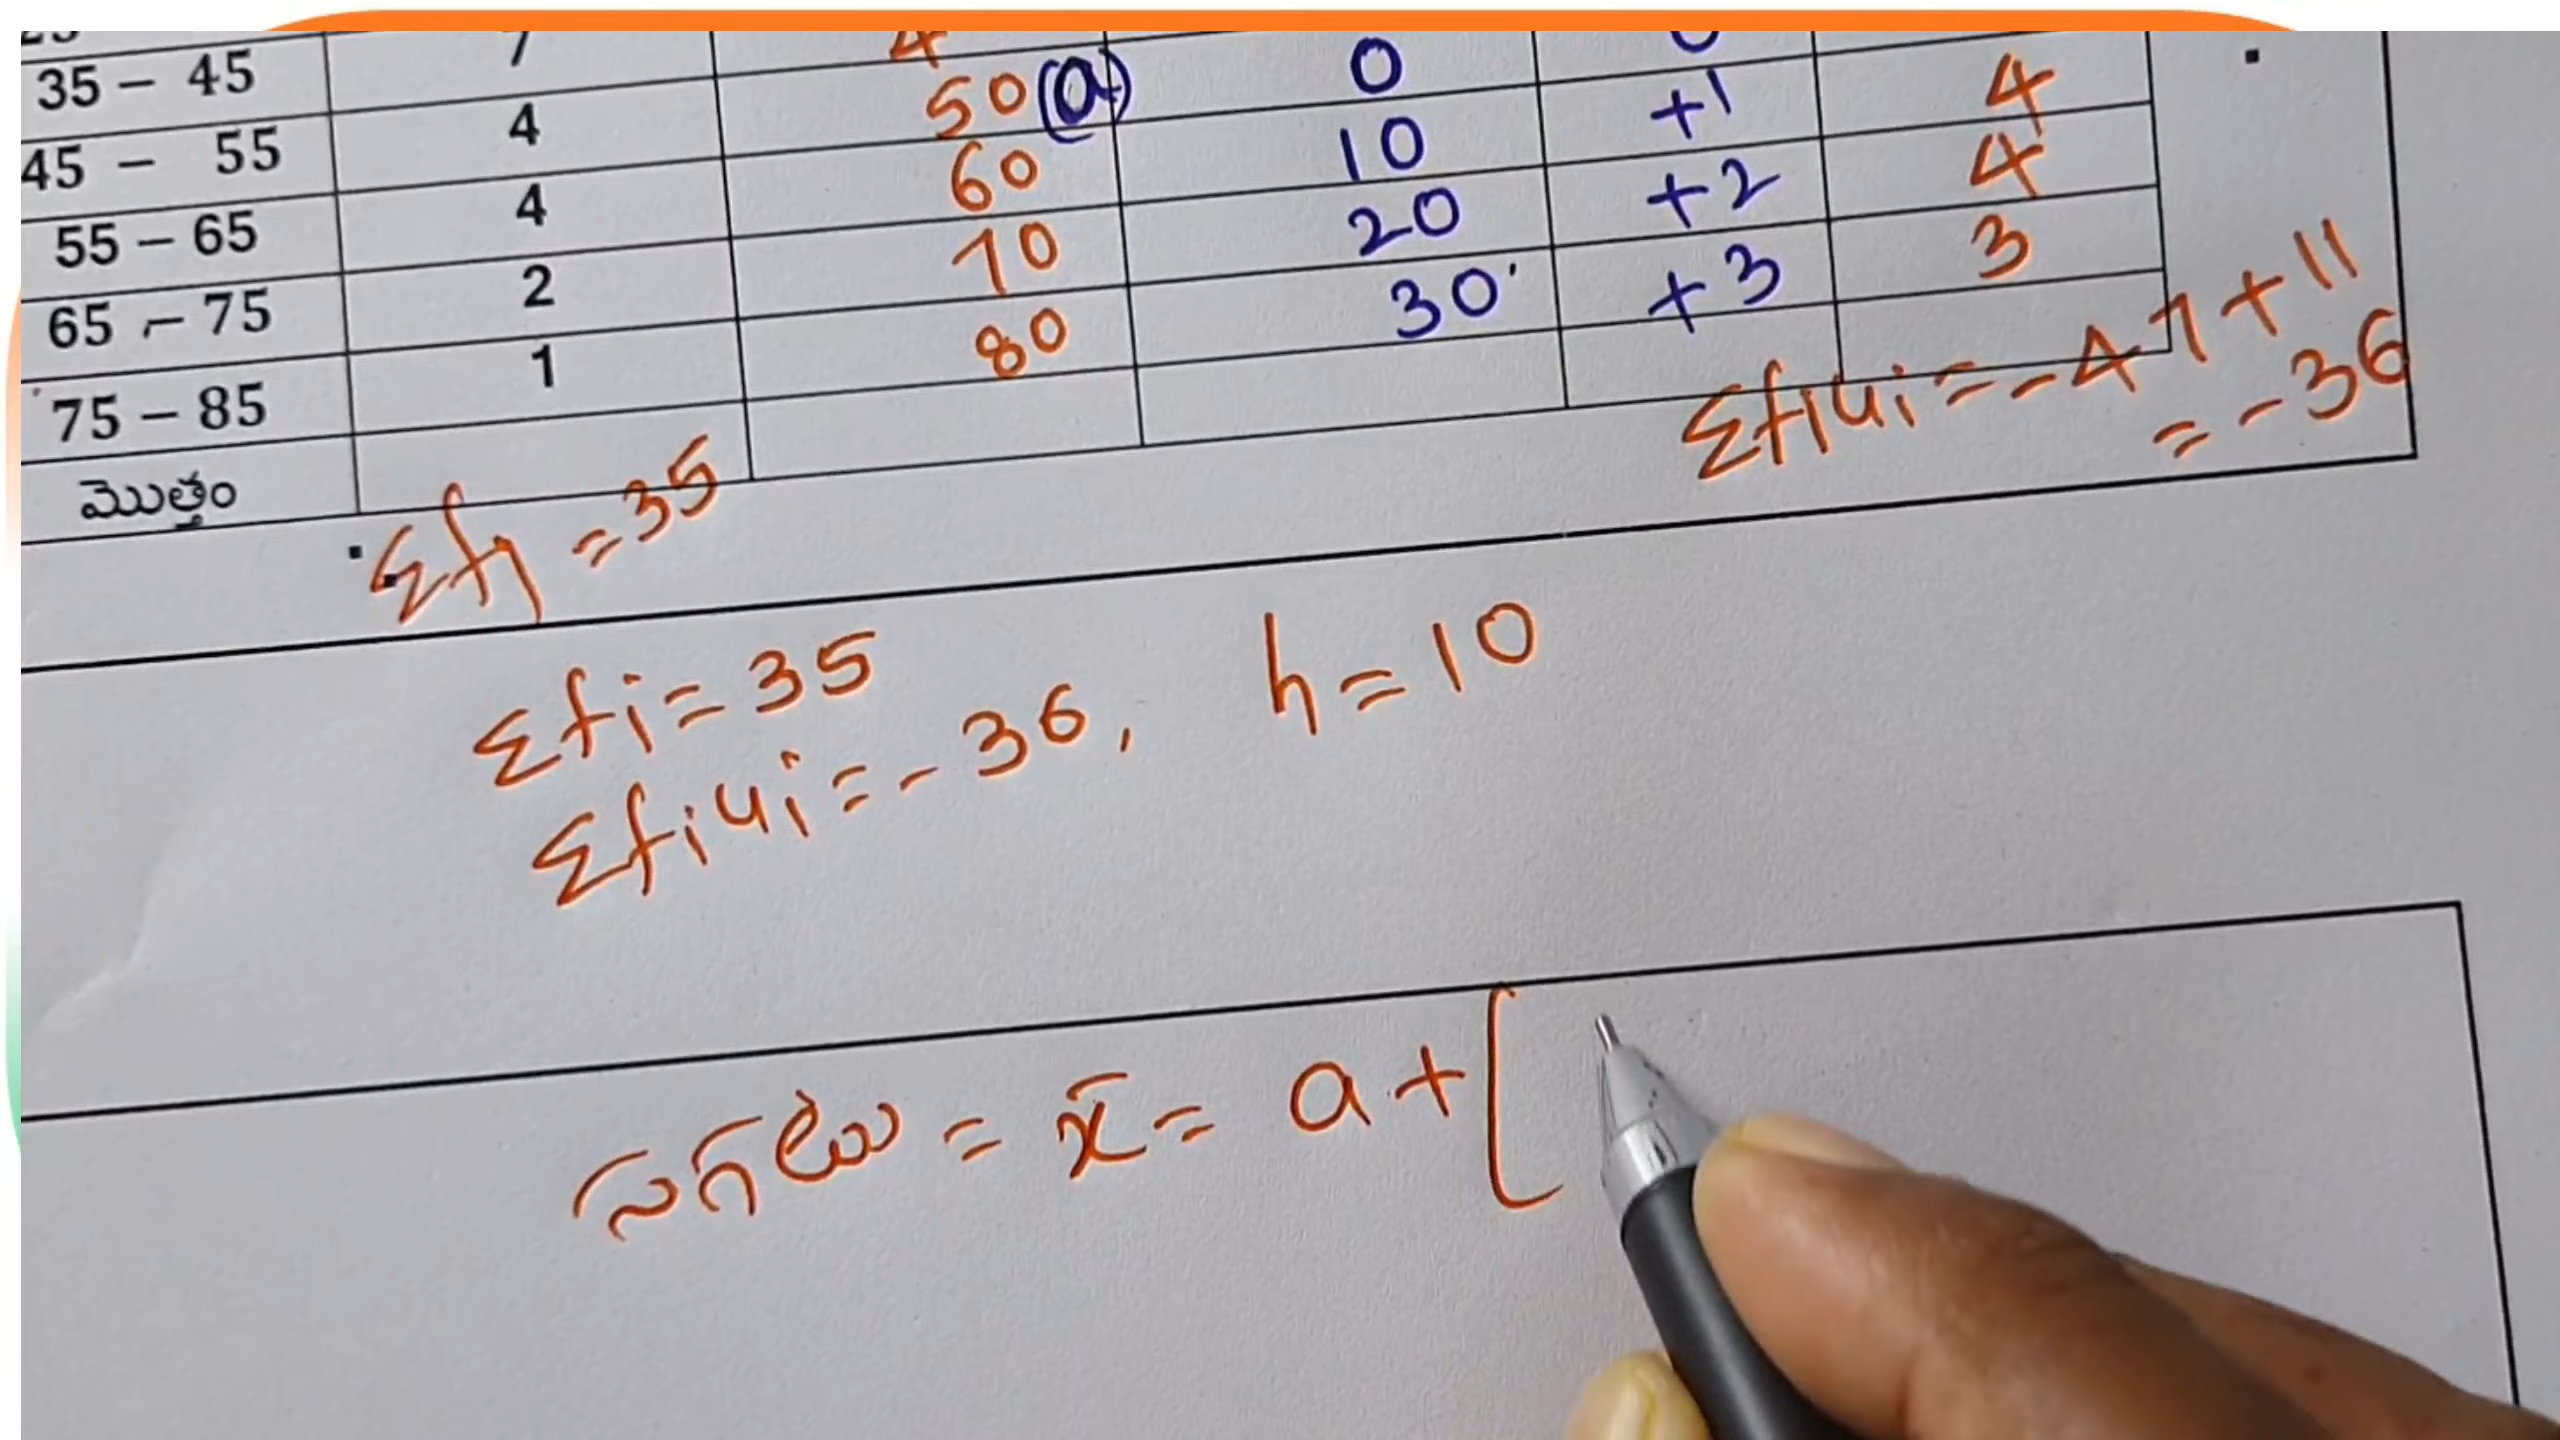 35 – 45 7 4 0
45 – 55 4 50 (a) 0 +1 4
55 – 65 4 60 10 +2 4
65 – 75 2 70 20 +3 3
75 – 85 1 80 30
మొత్తం Σfi = 35 Σfiui = -47+11
= -36
Σfi = 35
Σfiui = -36, h = 10
సగటు = x̄ = a + [